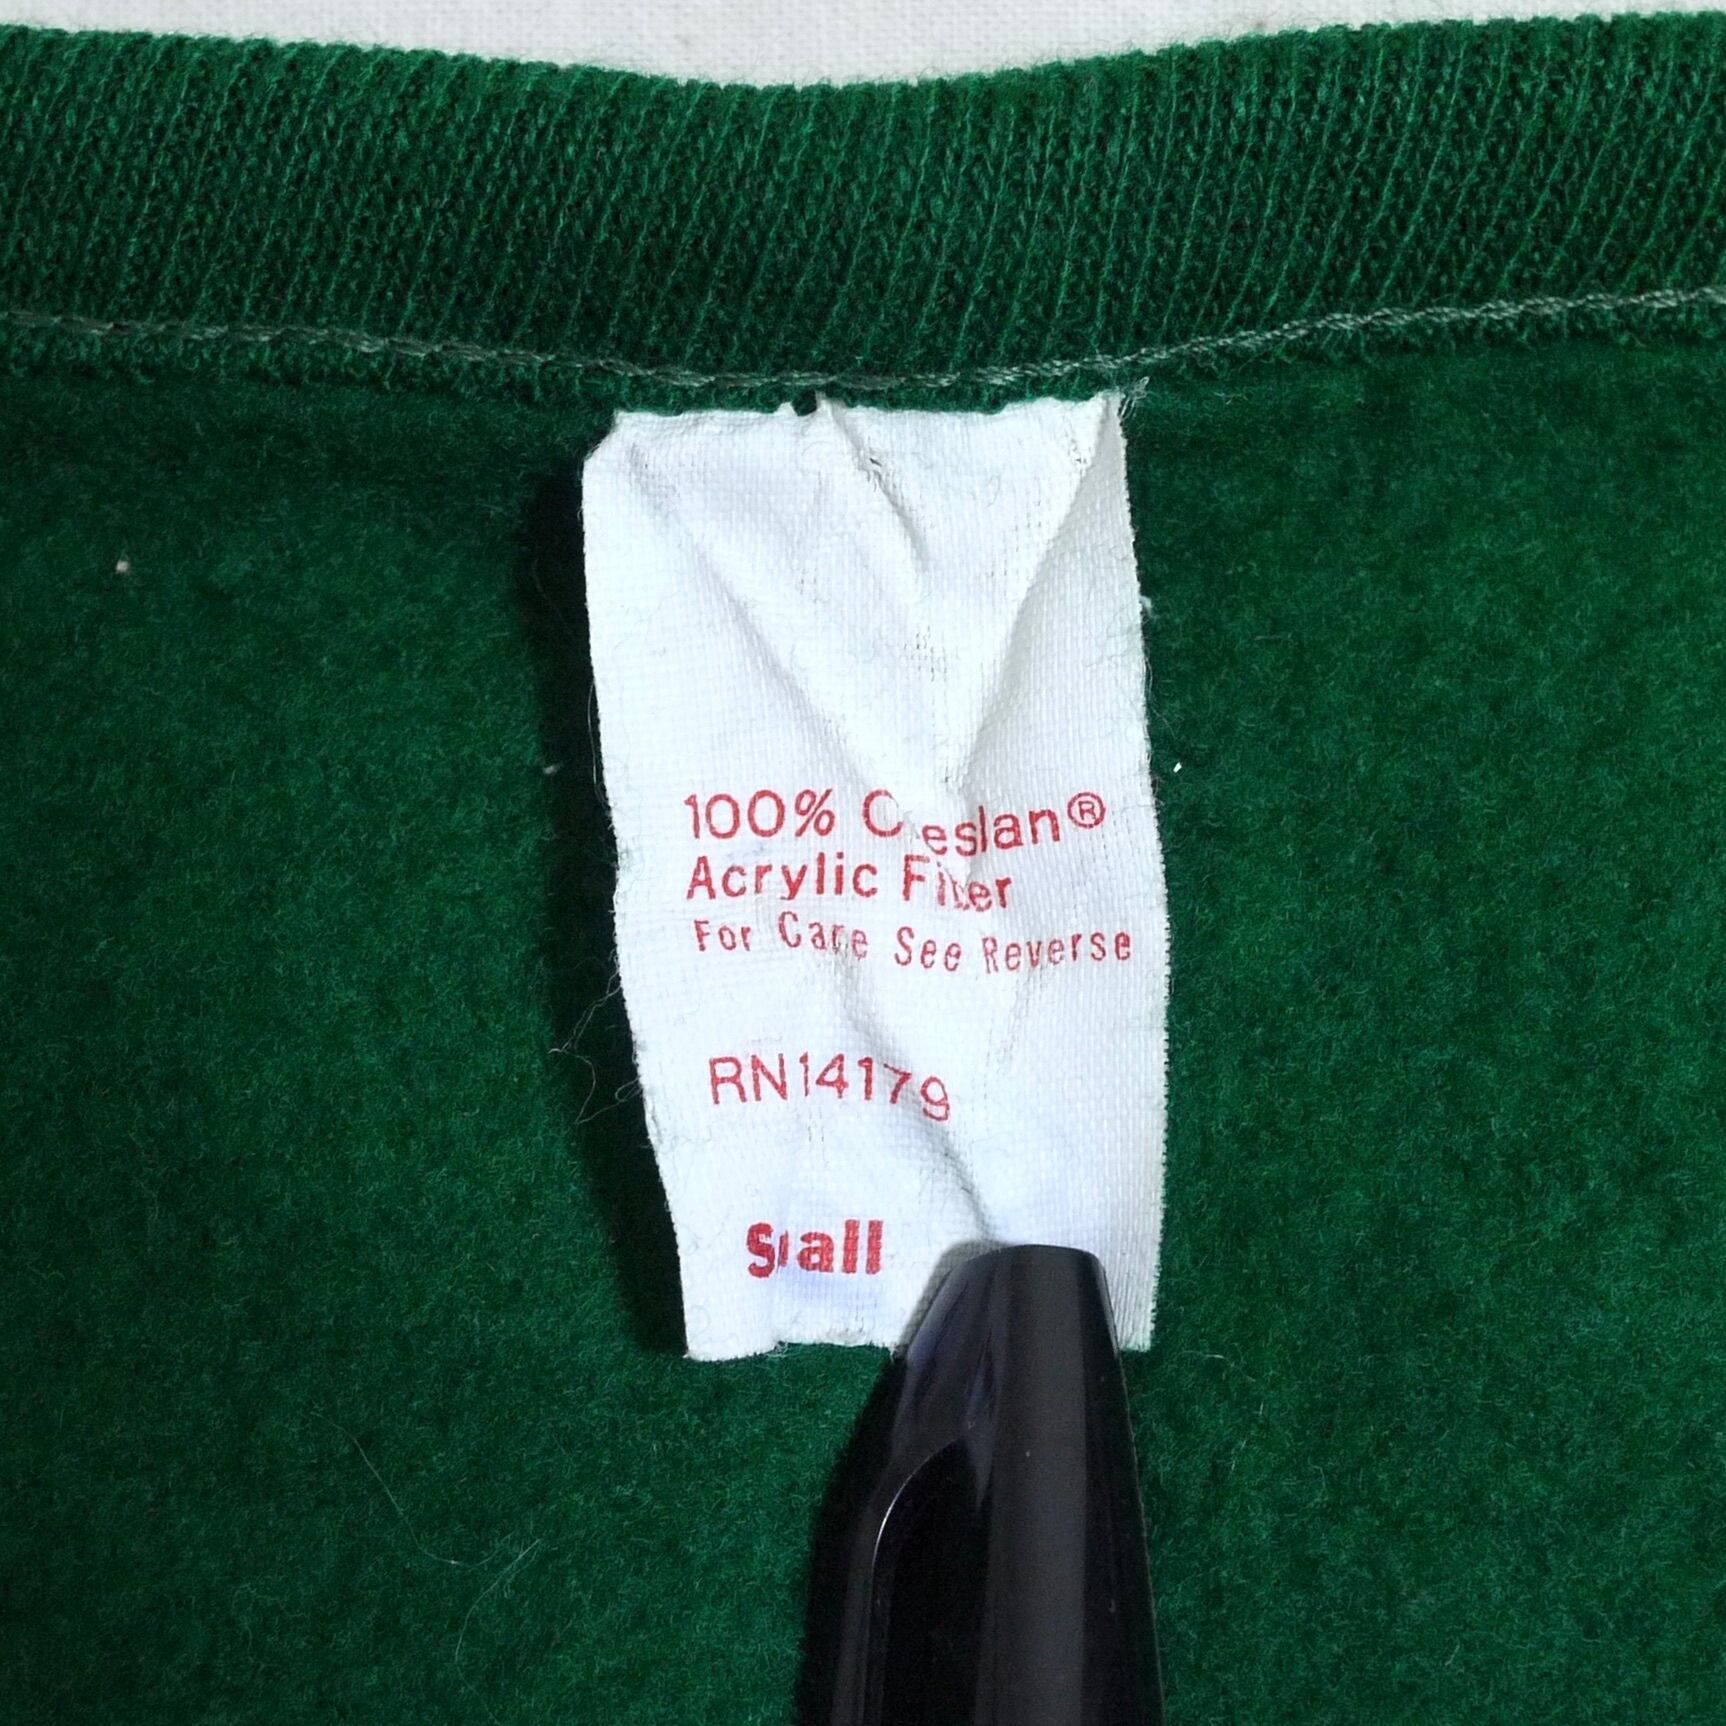 100% Creslan®
Acrylic Fiber
For Care See Reverse
RN14179
Small